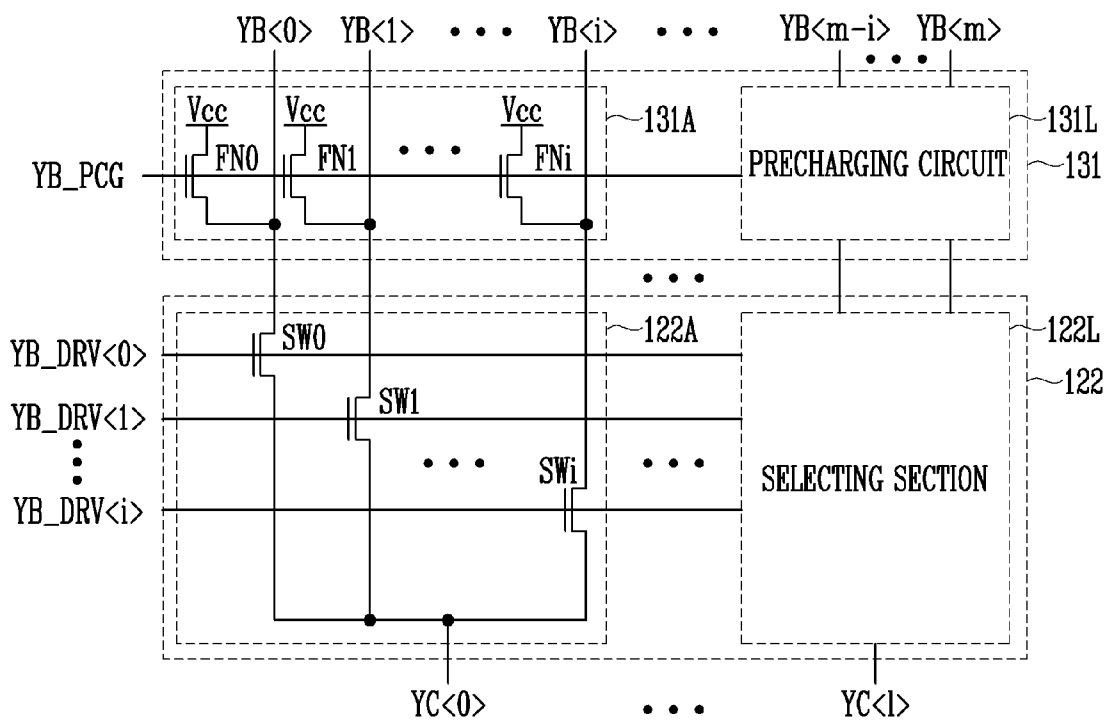 YB<0> YB<1> • • • YB<i> • • • YB<m-i> • • • YB<m>
Vcc Vcc Vcc 131A 131L
FN0 FN1 • • • FNi
YB_PCG PRECHARGING CIRCUIT 131
• • •
SW0 122A 122L
YB_DRV<0> 122
YB_DRV<1> SW1
• • • • • • • • •
SWi SELECTING SECTION
YB_DRV<i>
YC<0> • • • YC<l>